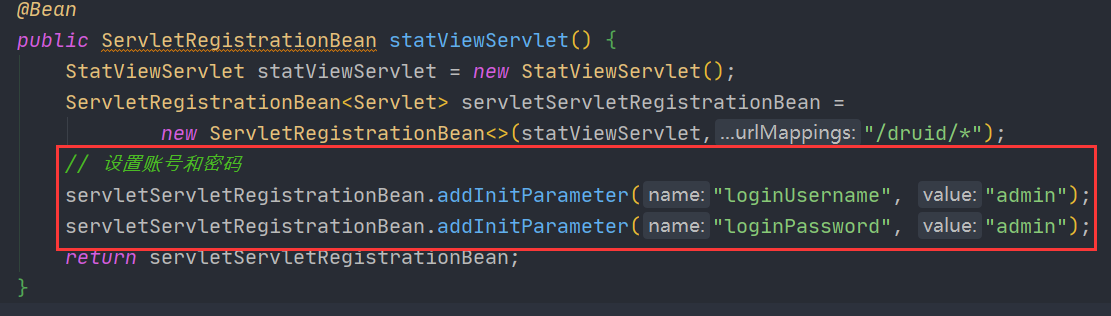 @Bean
public ServletRegistrationBean statViewServlet() {
StatViewServlet statViewServlet = new StatViewServlet();
ServletRegistrationBean<Servlet> servletServletRegistrationBean =
new ServletRegistrationBean<>(statViewServlet, ...urlMappings: "/druid/*");
// 设置账号和密码
servletServletRegistrationBean.addInitParameter( name: "loginUsername", value: "admin");
servletServletRegistrationBean.addInitParameter( name: "loginPassword", value: "admin");
return servletServletRegistrationBean;
}